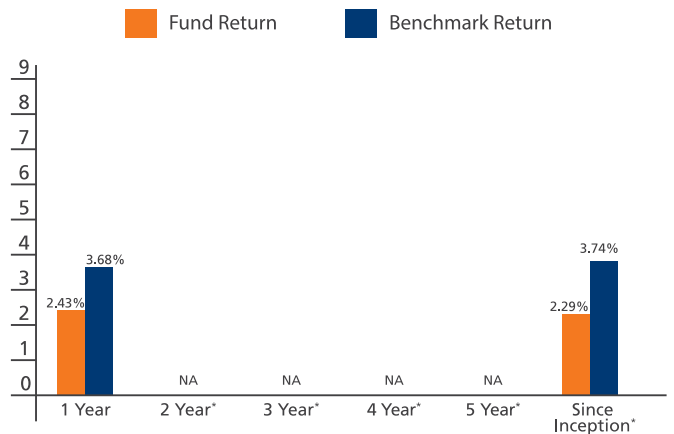 Fund Return
Benchmark Return
9
8
7
6
5
4
3
2
1
0
2.43%
3.68%
NA
NA
NA
NA
2.29%
3.74%
1 Year
2 Year*
3 Year*
4 Year*
5 Year*
Since
Inception*